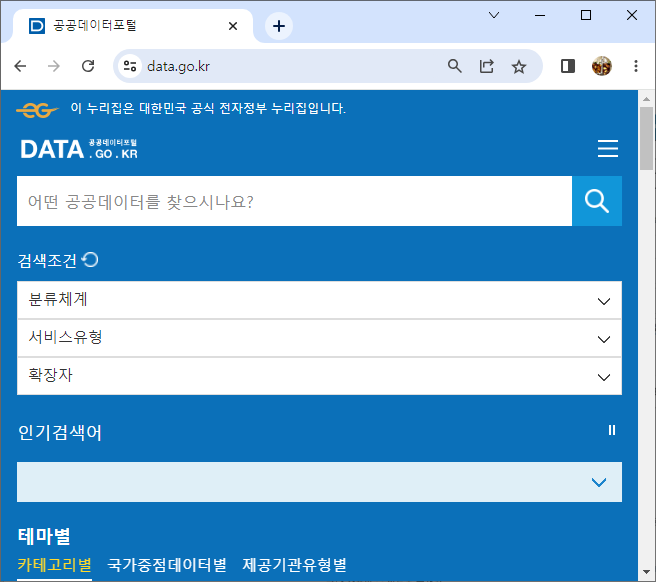 공공데이터포털
data.go.kr
이 누리집은 대한민국 공식 전자정부 누리집입니다.
DATA 공공데이터포털 .GO.KR
어떤 공공데이터를 찾으시나요?
검색조건
분류체계
서비스유형
확장자
인기검색어
테마별
카테고리별 국가중점데이터별 제공기관유형별